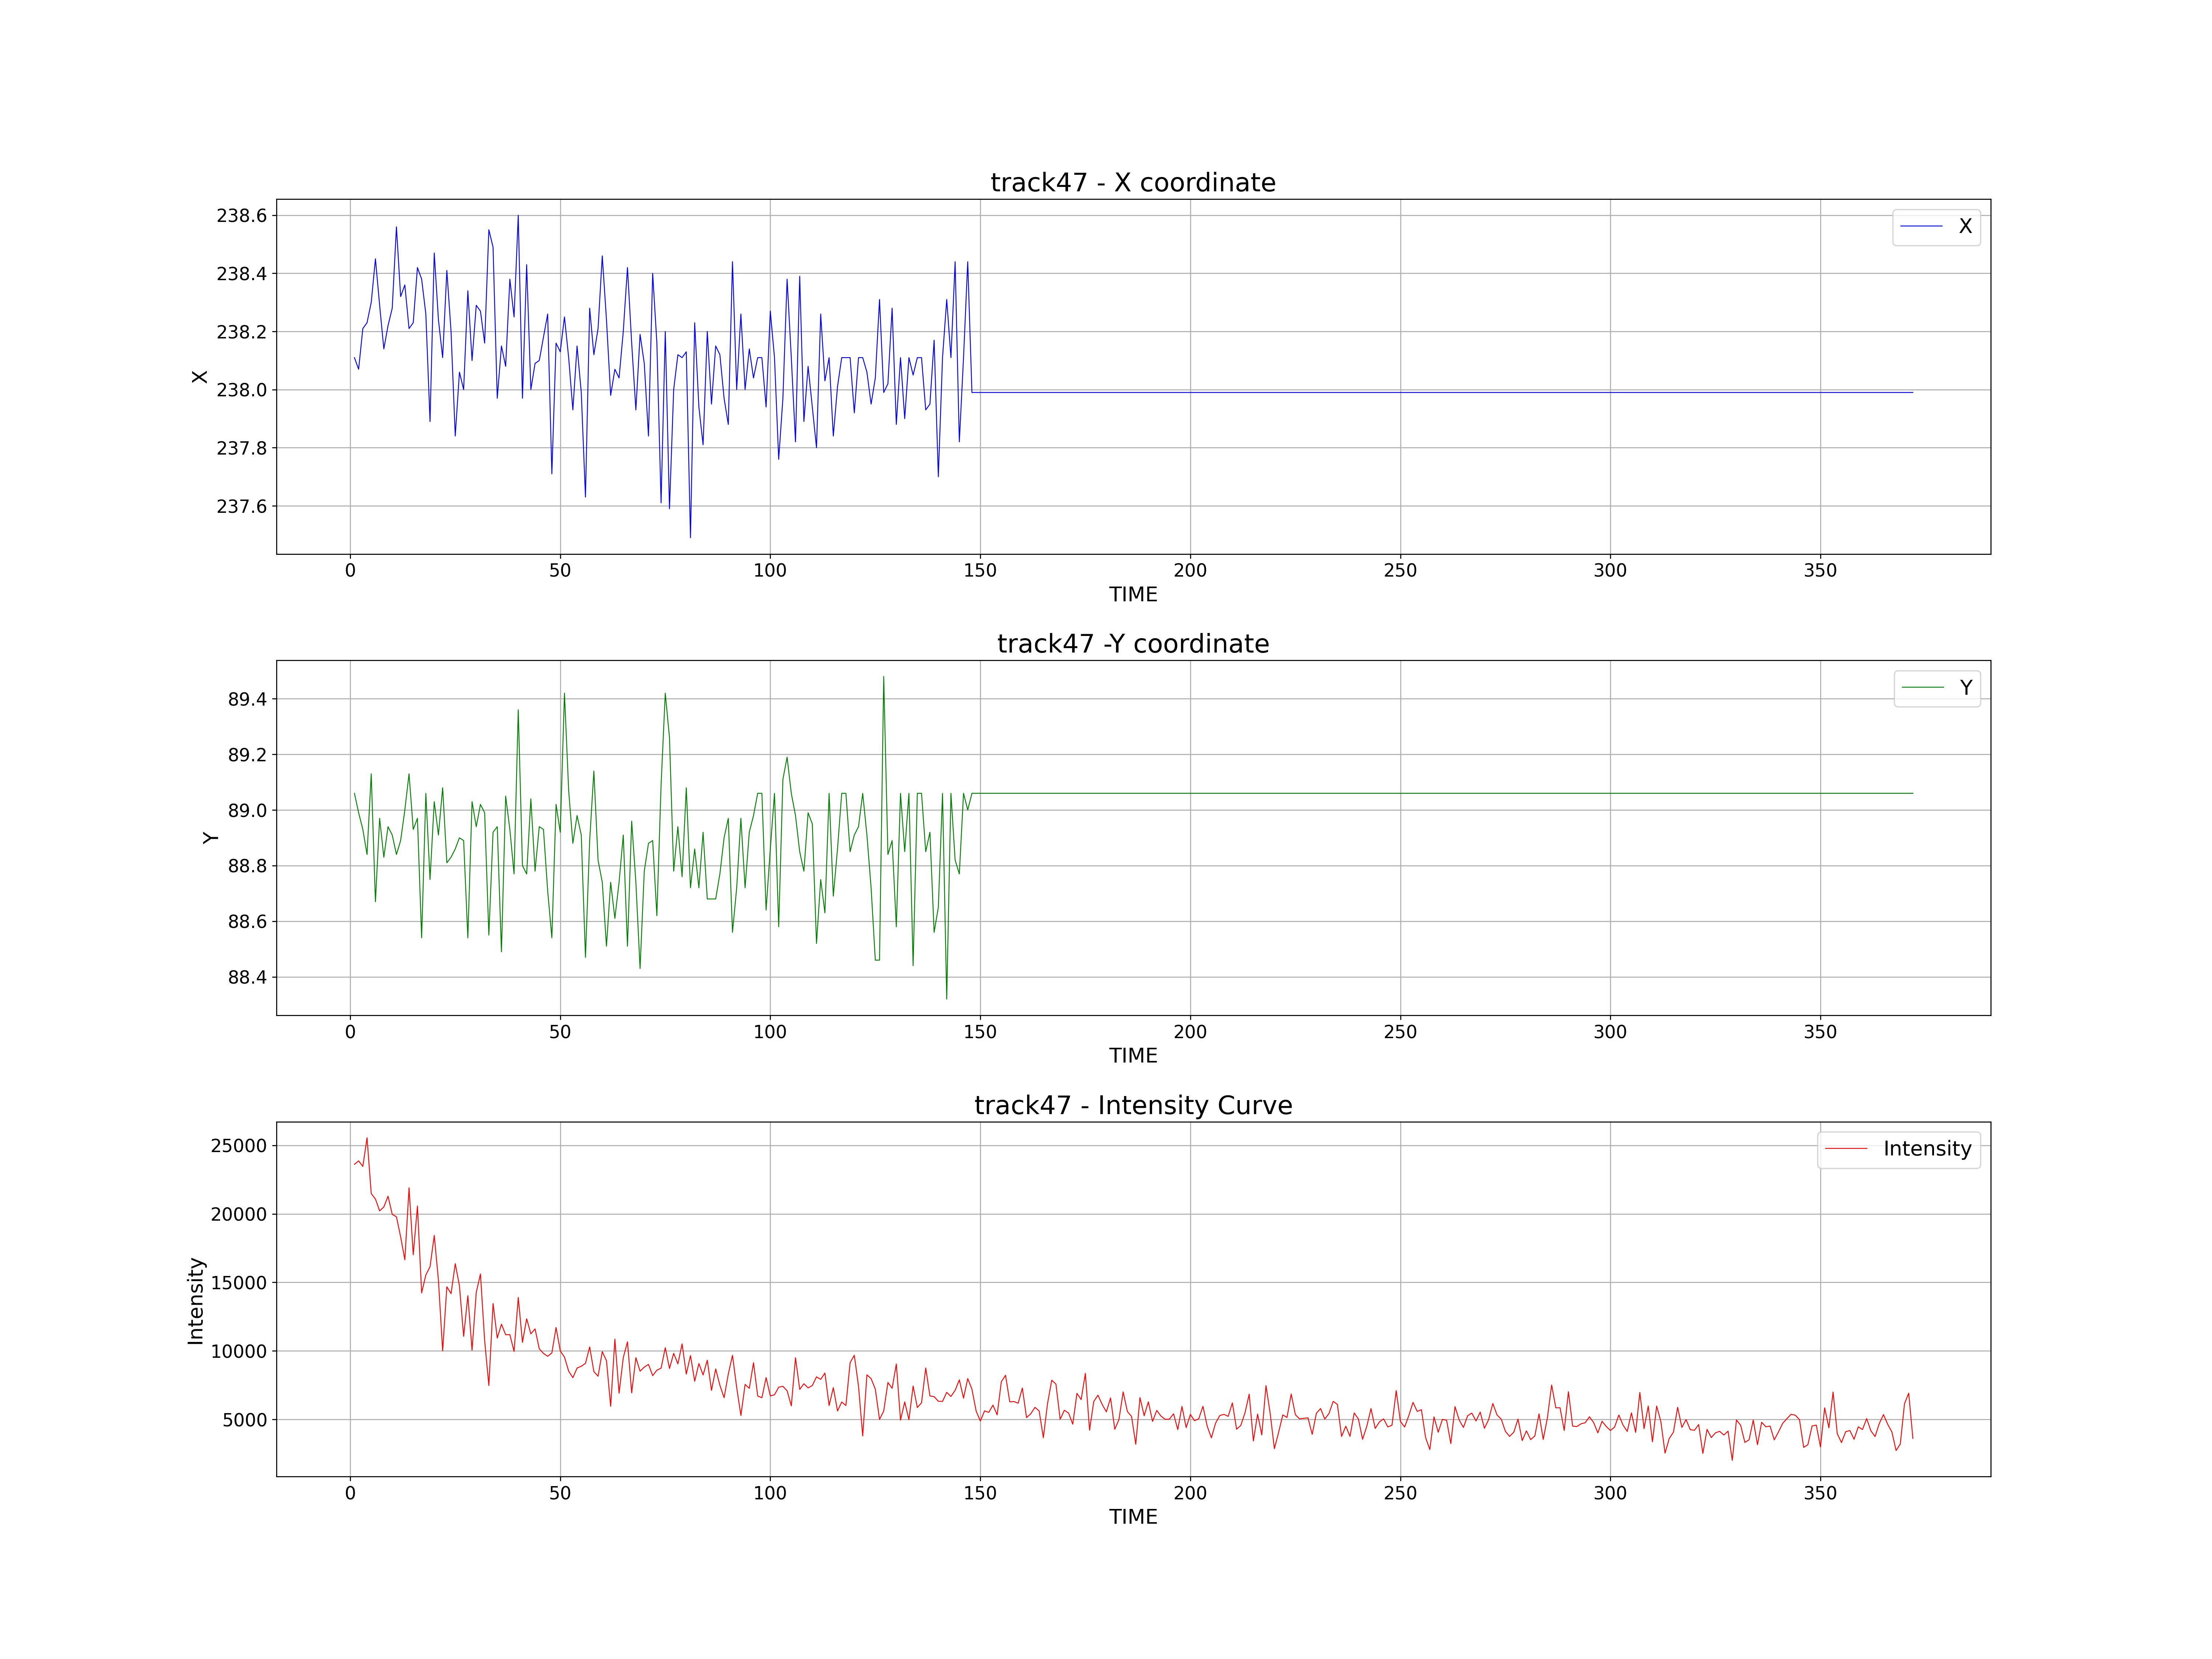 track47 - X coordinate
X
238.6
238.4
238.2
238.0
237.8
237.6
X
0 50 100 150 200 250 300 350
TIME
track47 -Y coordinate
Y
89.4
89.2
89.0
88.8
88.6
88.4
Y
0 50 100 150 200 250 300 350
TIME
track47 - Intensity Curve
Intensity
25000
20000
15000
10000
5000
Intensity
0 50 100 150 200 250 300 350
TIME